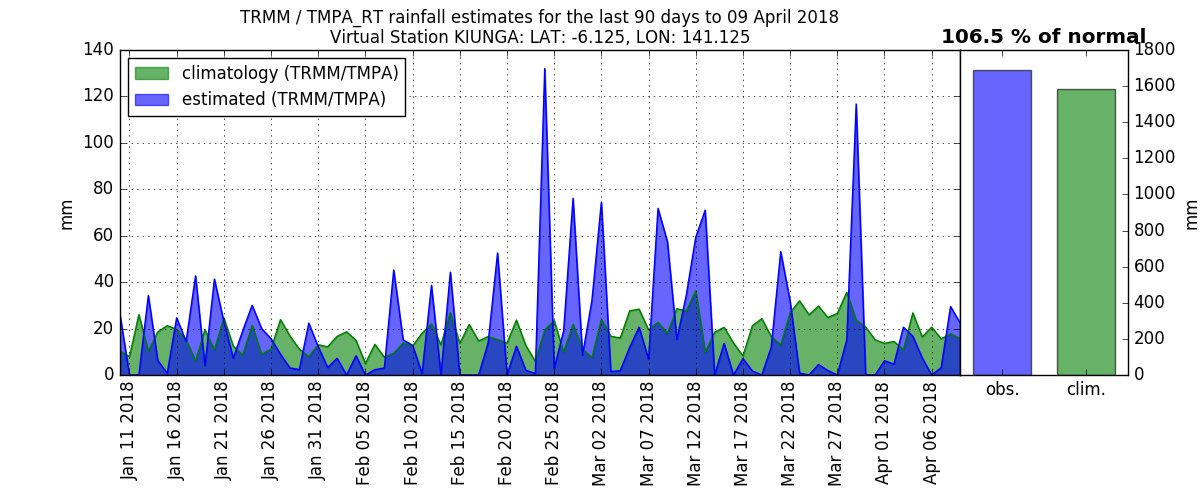 TRMM / TMPA_RT rainfall estimates for the last 90 days to 09 April 2018
Virtual Station KIUNGA: LAT: -6.125, LON: 141.125
106.5 % of normal
climatology (TRMM/TMPA)
estimated (TRMM/TMPA)
140
120
100
80
60
40
20
0
mm
Jan 11 2018
Jan 16 2018
Jan 21 2018
Jan 26 2018
Jan 31 2018
Feb 05 2018
Feb 10 2018
Feb 15 2018
Feb 20 2018
Feb 25 2018
Mar 02 2018
Mar 07 2018
Mar 12 2018
Mar 17 2018
Mar 22 2018
Mar 27 2018
Apr 01 2018
Apr 06 2018
obs.
clim.
1800
1600
1400
1200
1000
800
600
400
200
0
mm